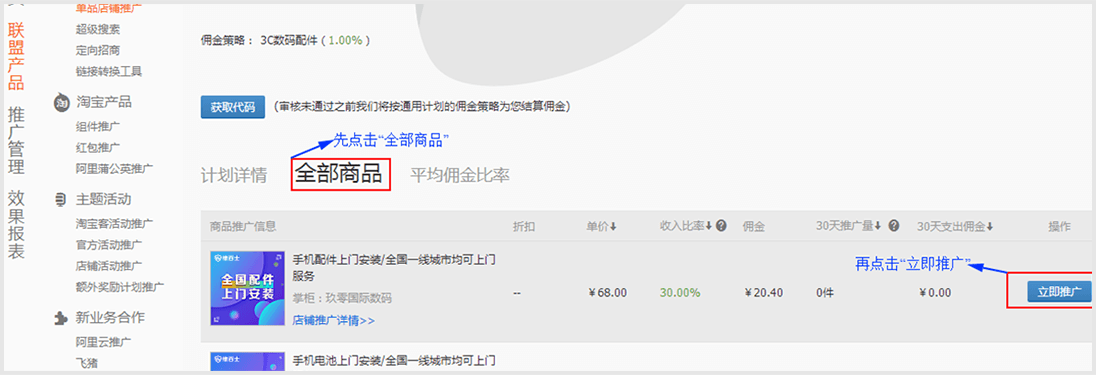 单品店铺推广
超级搜索
定向招商
链接转换工具
联盟产品
推广管理
效果报表
淘宝产品
组件推广
红包推广
阿里蒲公英推广
主题活动
淘宝客活动推广
官方活动推广
店铺活动推广
额外奖励计划推广
新业务合作
阿里云推广
飞猪
佣金策略： 3C数码配件 ( 1.00% )
获取代码 (审核未通过之前我们将按通用计划的佣金策略为您结算佣金)
先点击“全部商品”
计划详情 全部商品 平均佣金比率
商品推广信息 折扣 单价 收入比率 佣金 30天推广量 30天支出佣金 操作
再点击“立即推广”
全国配件
上门安装
手机配件上门安装/全国一线城市均可上门
服务
掌柜：玖零国际数码
店铺推广详情>>
-- ￥68.00 30.00% ￥20.40 0件 ￥0.00 立即推广
手机电池上门安装/全国一线城市均可上门